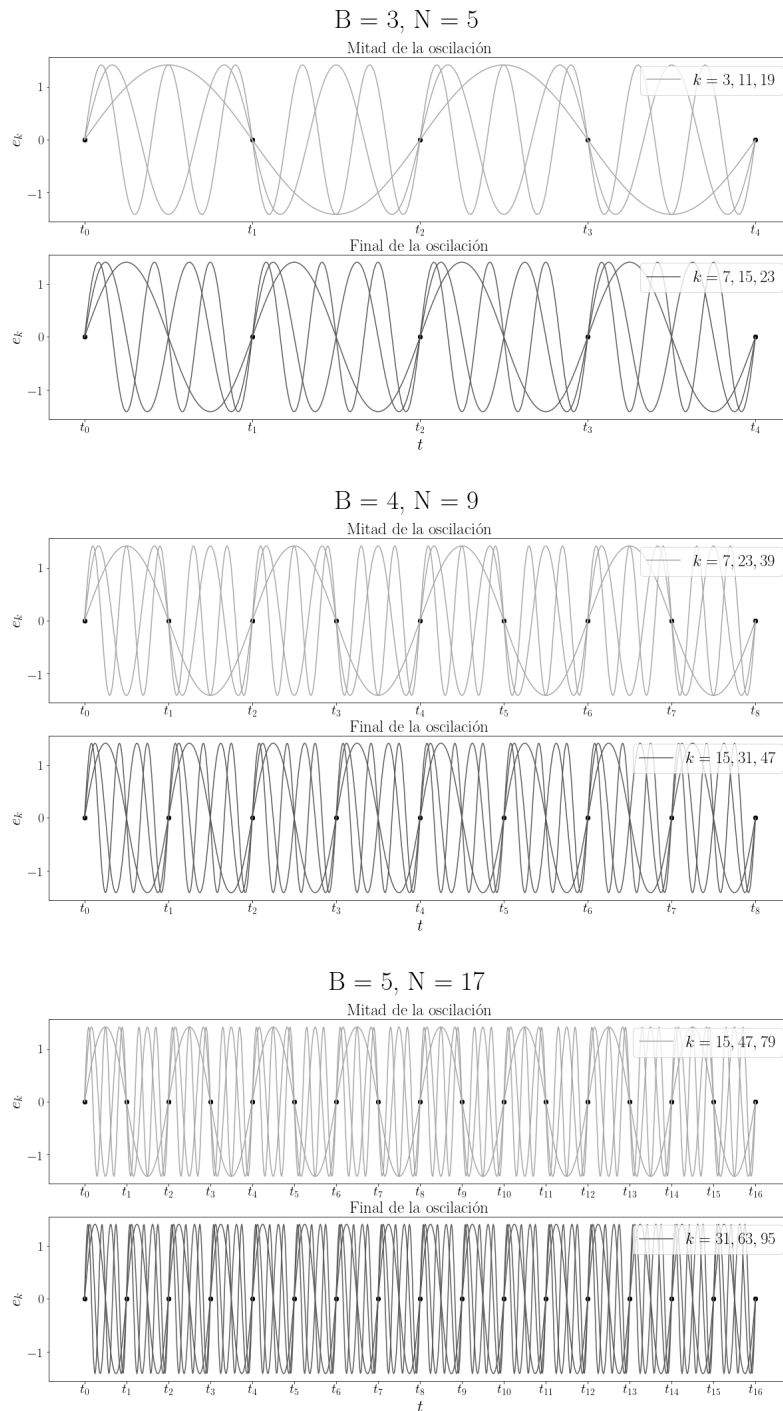 B = 3, N = 5
Mitad de la oscilación
k = 3, 11, 19
1
0
−1
e_k
t_0 t_1 t_2 t_3 t_4
Final de la oscilación
k = 7, 15, 23
1
0
−1
e_k
t_0 t_1 t_2 t_3 t_4
t
B = 4, N = 9
Mitad de la oscilación
k = 7, 23, 39
1
0
−1
e_k
t_0 t_1 t_2 t_3 t_4 t_5 t_6 t_7 t_8
Final de la oscilación
k = 15, 31, 47
1
0
−1
e_k
t_0 t_1 t_2 t_3 t_4 t_5 t_6 t_7 t_8
t
B = 5, N = 17
Mitad de la oscilación
k = 15, 47, 79
1
0
−1
e_k
t_0 t_1 t_2 t_3 t_4 t_5 t_6 t_7 t_8 t_9 t_10 t_11 t_12 t_13 t_14 t_15 t_16
Final de la oscilación
k = 31, 63, 95
1
0
−1
e_k
t_0 t_1 t_2 t_3 t_4 t_5 t_6 t_7 t_8 t_9 t_10 t_11 t_12 t_13 t_14 t_15 t_16
t